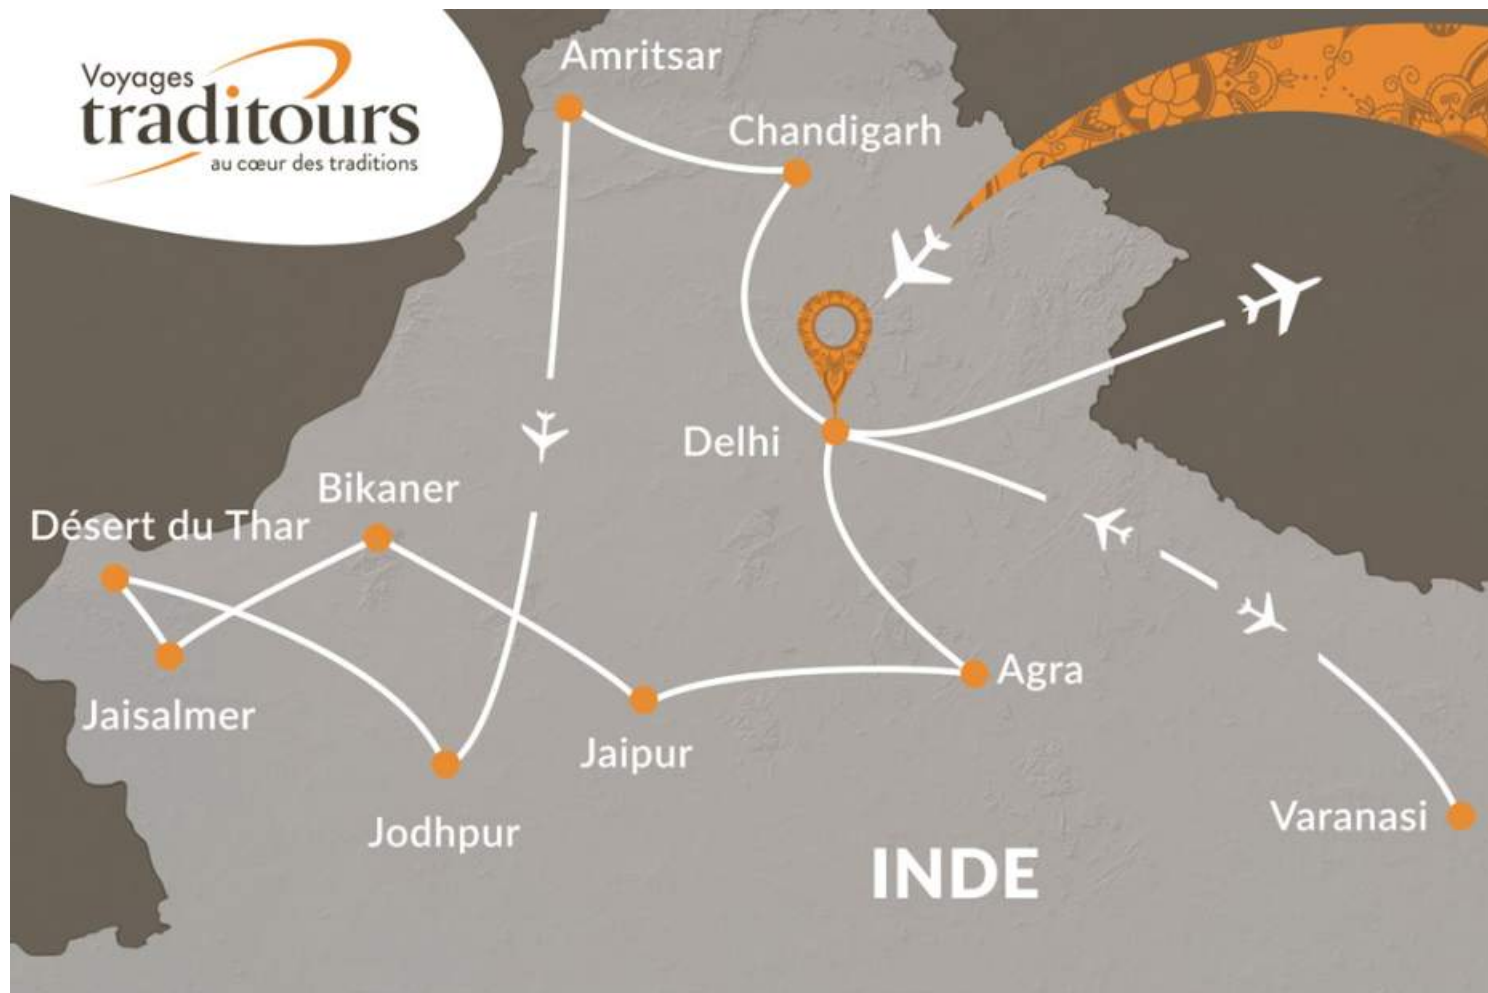 Voyages
traditours
au cœur des traditions
Amritsar
Chandigarh
Delhi
Bikaner
Désert du Thar
Agra
Jaisalmer
Jaipur
Varanasi
Jodhpur
INDE